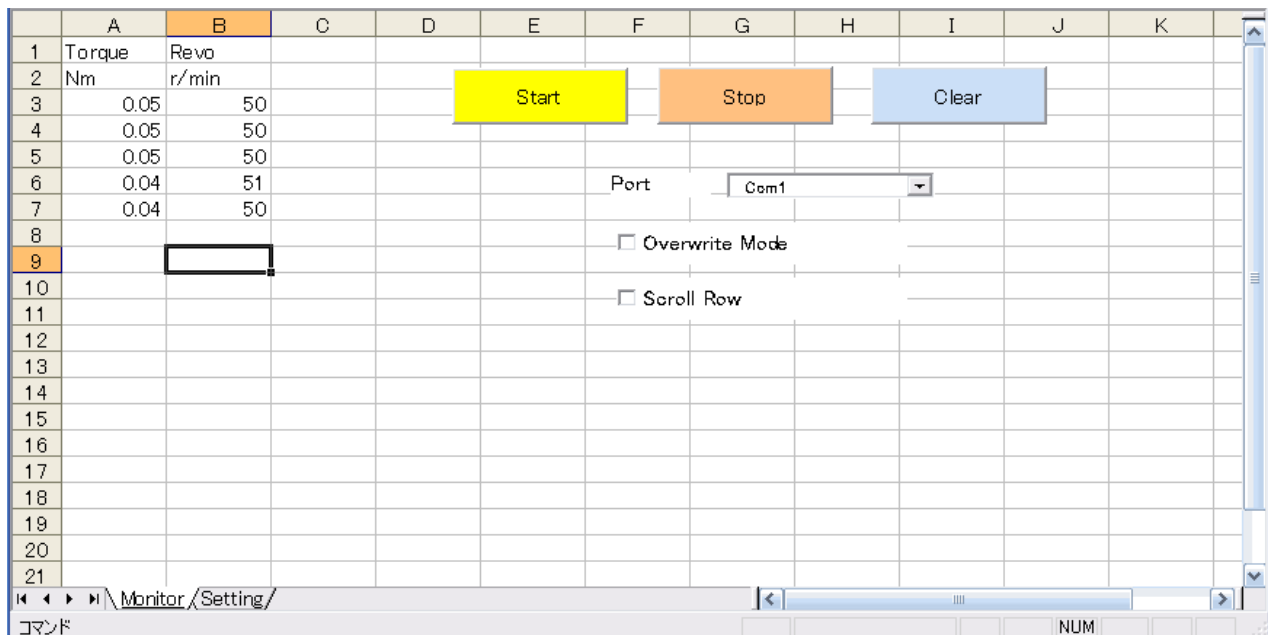 A B C D E F G H I J K
1 Torque Revo
2 Nm r/min
Start Stop Clear
3 0.05 50
4 0.05 50
5 0.05 50
6 0.04 51
Port Com1
7 0.04 50
8
Overwrite Mode
9
10
Scroll Row
11
12
13
14
15
16
17
18
19
20
21
Monitor Setting
コマンド NUM